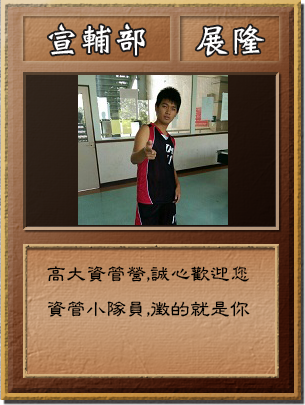 宣輔部 展隆
高大資管營,誠心歡迎您
資管小隊員,徵的就是你